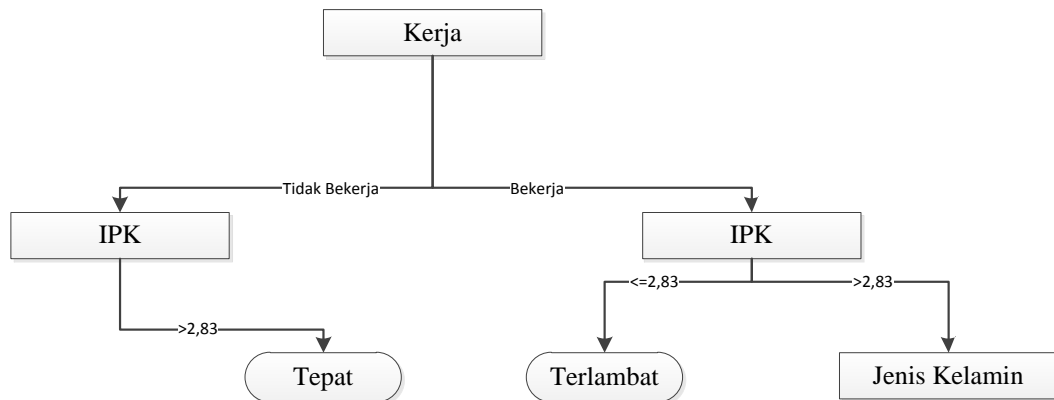 Kerja
Tidak Bekerja
Bekerja
IPK
IPK
<=2,83
>2,83
>2,83
Tepat
Terlambat
Jenis Kelamin